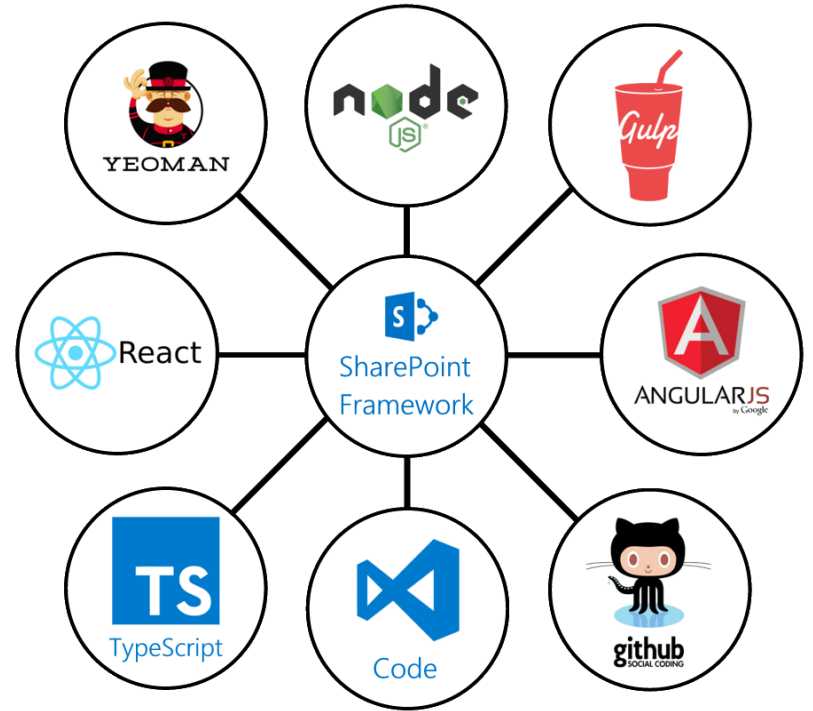 YEOMAN
node
JS
Gulp
React
S
SharePoint
Framework
A
ANGULARJS
by Google
TS
TypeScript
Code
github
SOCIAL CODING